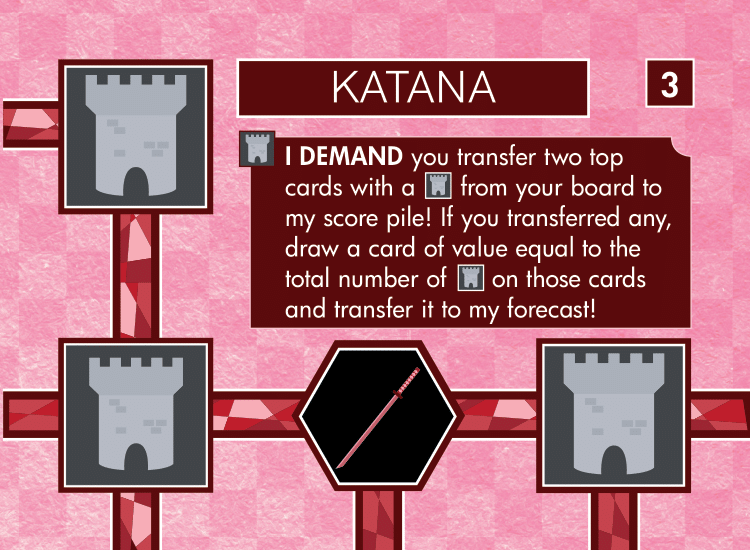 KATANA
3
I DEMAND you transfer two top
cards with a from your board to
my score pile! If you transferred any,
draw a card of value equal to the
total number of on those cards
and transfer it to my forecast!